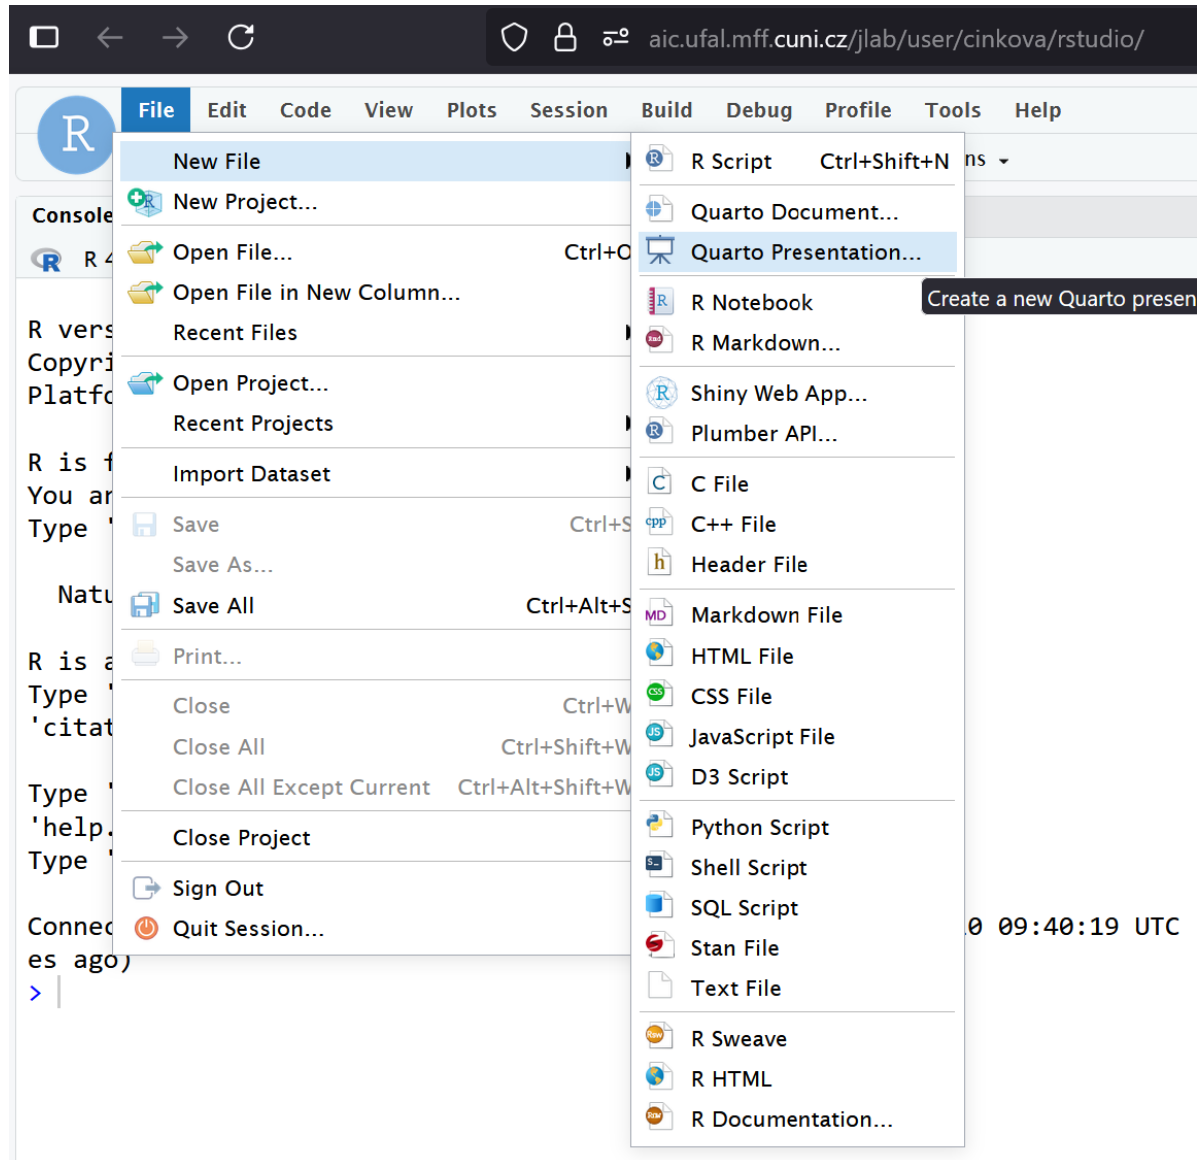 aic.ufal.mff.cuni.cz/jlab/user/cinkova/rstudio/
R
File Edit Code View Plots Session Build Debug Profile Tools Help
New File
New Project...
Open File... Ctrl+O
Open File in New Column...
Recent Files
Open Project...
Recent Projects
Import Dataset
Save Ctrl+S
Save As...
Save All Ctrl+Alt+S
Print...
Close Ctrl+W
Close All Ctrl+Shift+W
Close All Except Current Ctrl+Alt+Shift+W
Close Project
Sign Out
Quit Session...
R Script Ctrl+Shift+N
Quarto Document...
Quarto Presentation...
R Notebook
R Markdown...
Shiny Web App...
Plumber API...
C File
C++ File
Header File
Markdown File
HTML File
CSS File
JavaScript File
D3 Script
Python Script
Shell Script
SQL Script
Stan File
Text File
R Sweave
R HTML
R Documentation...
ns
Create a new Quarto presen
Console
R 4
R vers
Copyri
Platfo
R is f
You ar
Type '
Natu
R is a
Type '
'citat
Type '
'help.
Type '
Connec 0 09:40:19 UTC
es ago)
>